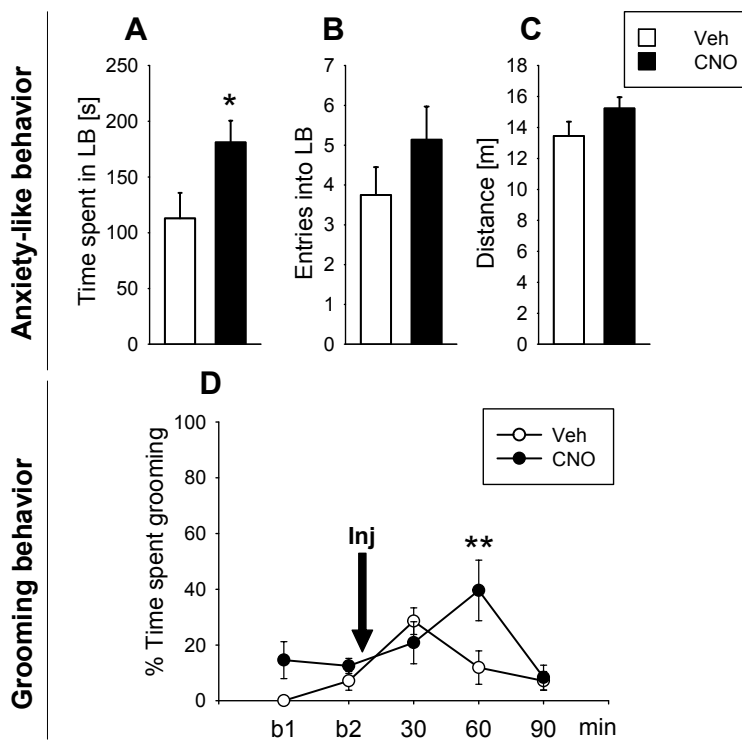 Anxiety-like behavior
A
Time spent in LB [s]
250
200
150
100
50
0
*
B
Entries into LB
7
6
5
4
3
2
1
0
C
Distance [m]
18
16
14
12
10
8
6
4
2
0
Veh
CNO
Grooming behavior
D
% Time spent grooming
100
80
60
40
20
0
Veh
CNO
Inj
**
b1 b2 30 60 90 min